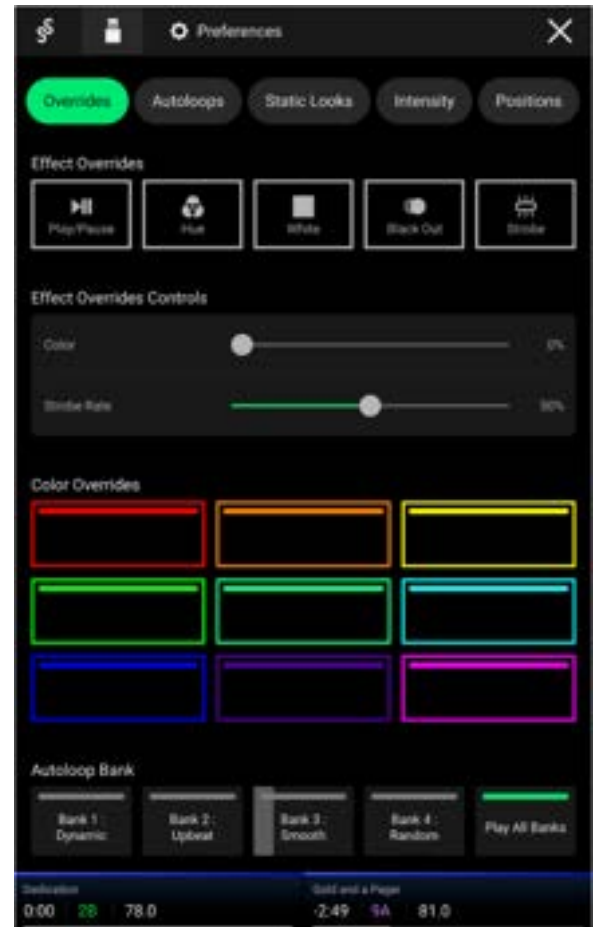 Preferences
Overrides Autoloops Static Looks Intensity Positions
Effect Overrides
Play/Pause Hue White Black Out Strobe
Effect Overrides Controls
Color 0%
Strobe Rate 50%
Color Overrides
Autoloop Bank
Bank 1 : Bank 2 : Bank 3 : Bank 4 : Play All Banks
Dynamic Upbeat Smooth Random
Dedication Gold and a Pager
0:00 2B 78.0 -2:49 9A 81.0